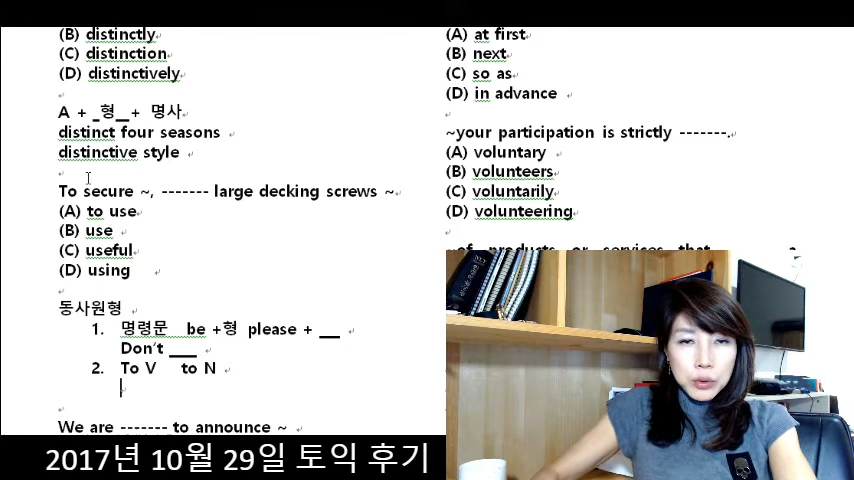 (B) distinctly
(C) distinction
(D) distinctively
A + _형__+ 명사
distinct four seasons
distinctive style
To secure ~, ------- large decking screws ~
(A) to use
(B) use
(C) useful
(D) using
동사원형
1. 명령문 be +형 please + __
Don't ___
2. To V to N
We are ------- to announce ~
(A) at first
(B) next
(C) so as
(D) in advance
~your participation is strictly -------.
(A) voluntary
(B) volunteers
(C) voluntarily
(D) volunteering
~of products or services that
2017년 10월 29일 토익 후기